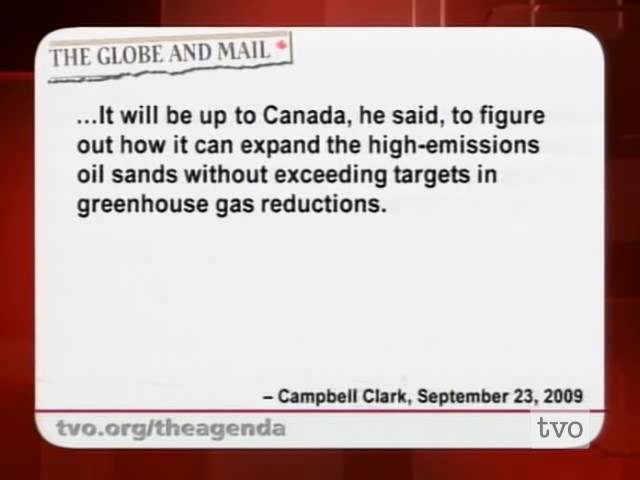 THE GLOBE AND MAIL
...It will be up to Canada, he said, to figure
out how it can expand the high-emissions
oil sands without exceeding targets in
greenhouse gas reductions.
– Campbell Clark, September 23, 2009
tvo.org/theagenda
tvo